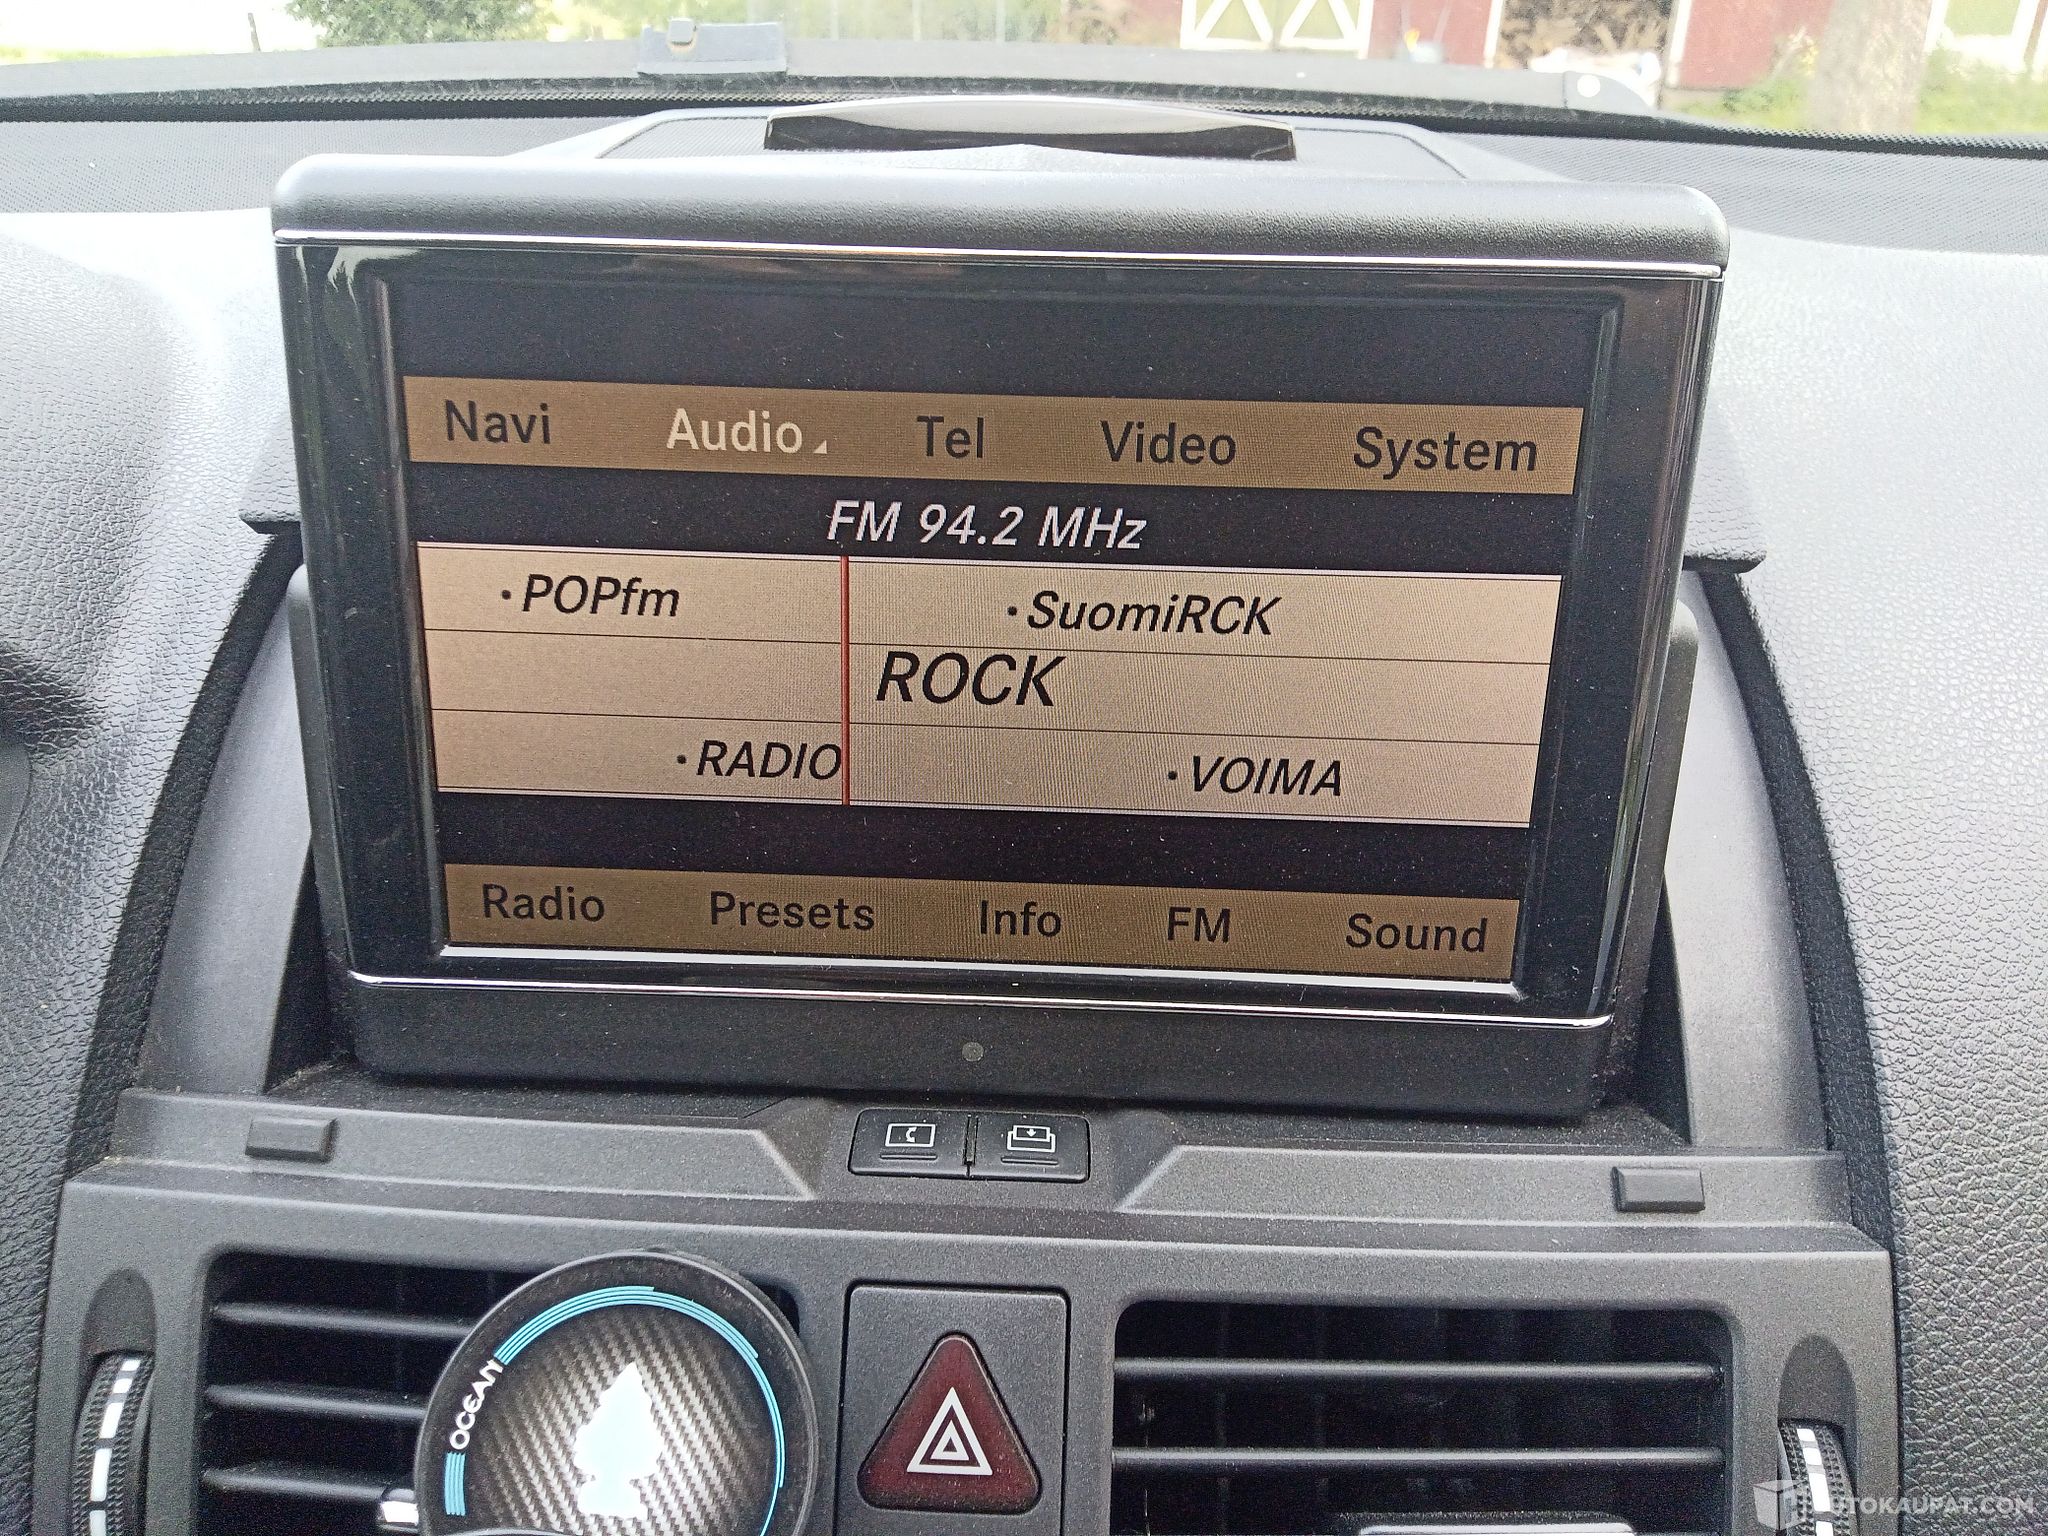 Navi Audio Tel Video System
FM 94.2 MHz
·POPfm ·SuomiRCK
ROCK
·RADIO ·VOIMA
Radio Presets Info FM Sound
OCEAN
UTOKAUPAT.COM